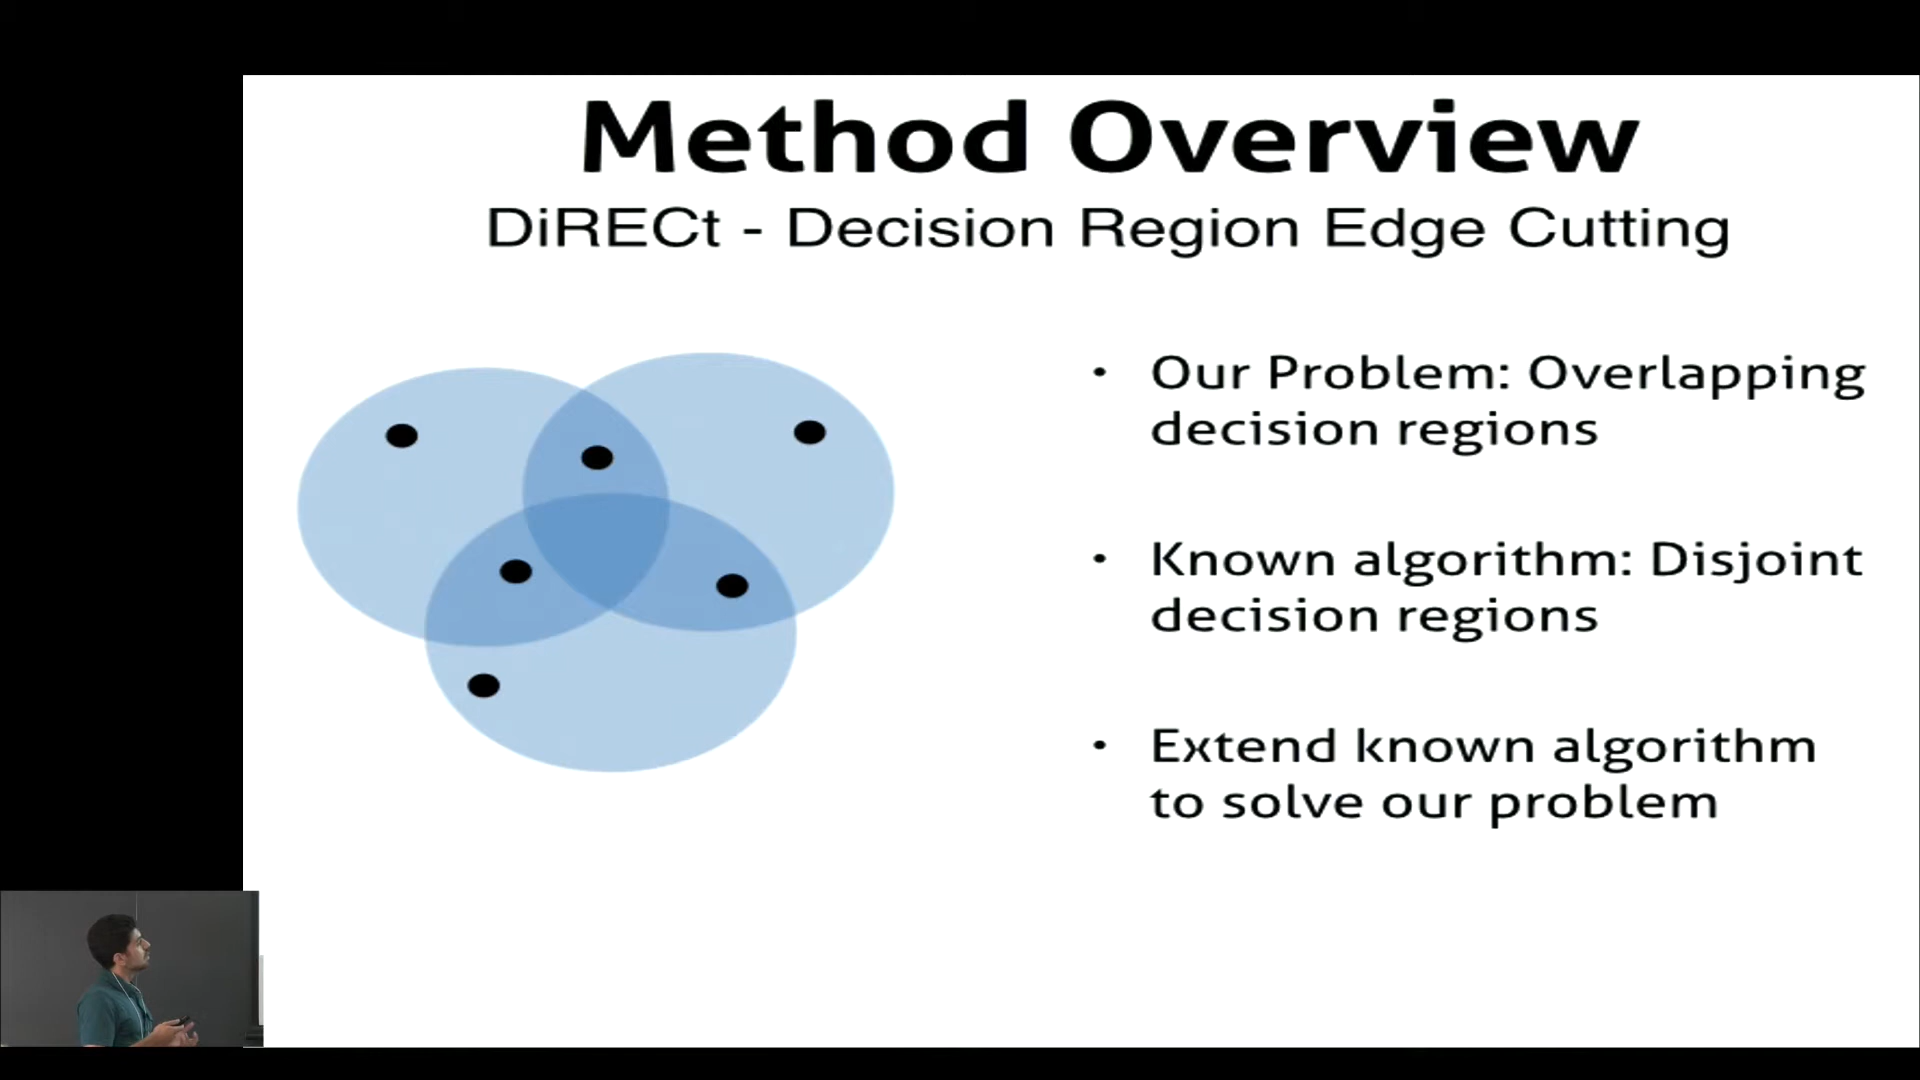 Method Overview
DiRECt - Decision Region Edge Cutting
• Our Problem: Overlapping
decision regions
• Known algorithm: Disjoint
decision regions
• Extend known algorithm
to solve our problem